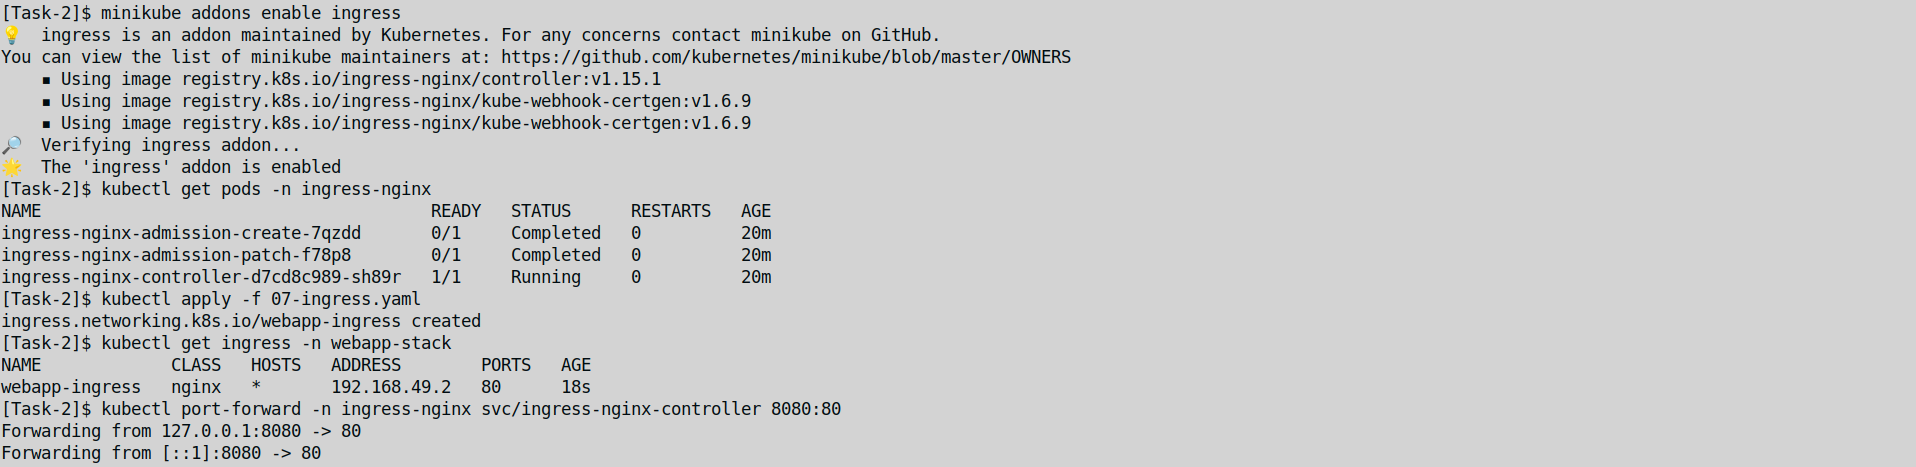 [Task-2]$ minikube addons enable ingress
💡  ingress is an addon maintained by Kubernetes. For any concerns contact minikube on GitHub.
You can view the list of minikube maintainers at: https://github.com/kubernetes/minikube/blob/master/OWNERS
    ▪ Using image registry.k8s.io/ingress-nginx/controller:v1.15.1
    ▪ Using image registry.k8s.io/ingress-nginx/kube-webhook-certgen:v1.6.9
    ▪ Using image registry.k8s.io/ingress-nginx/kube-webhook-certgen:v1.6.9
🔎  Verifying ingress addon...
🌟  The 'ingress' addon is enabled
[Task-2]$ kubectl get pods -n ingress-nginx
NAME                                       READY   STATUS      RESTARTS   AGE
ingress-nginx-admission-create-7qzdd       0/1     Completed   0          20m
ingress-nginx-admission-patch-f78p8        0/1     Completed   0          20m
ingress-nginx-controller-d7cd8c989-sh89r   1/1     Running     0          20m
[Task-2]$ kubectl apply -f 07-ingress.yaml
ingress.networking.k8s.io/webapp-ingress created
[Task-2]$ kubectl get ingress -n webapp-stack
NAME             CLASS   HOSTS   ADDRESS        PORTS   AGE
webapp-ingress   nginx   *       192.168.49.2   80      18s
[Task-2]$ kubectl port-forward -n ingress-nginx svc/ingress-nginx-controller 8080:80
Forwarding from 127.0.0.1:8080 -> 80
Forwarding from [::1]:8080 -> 80